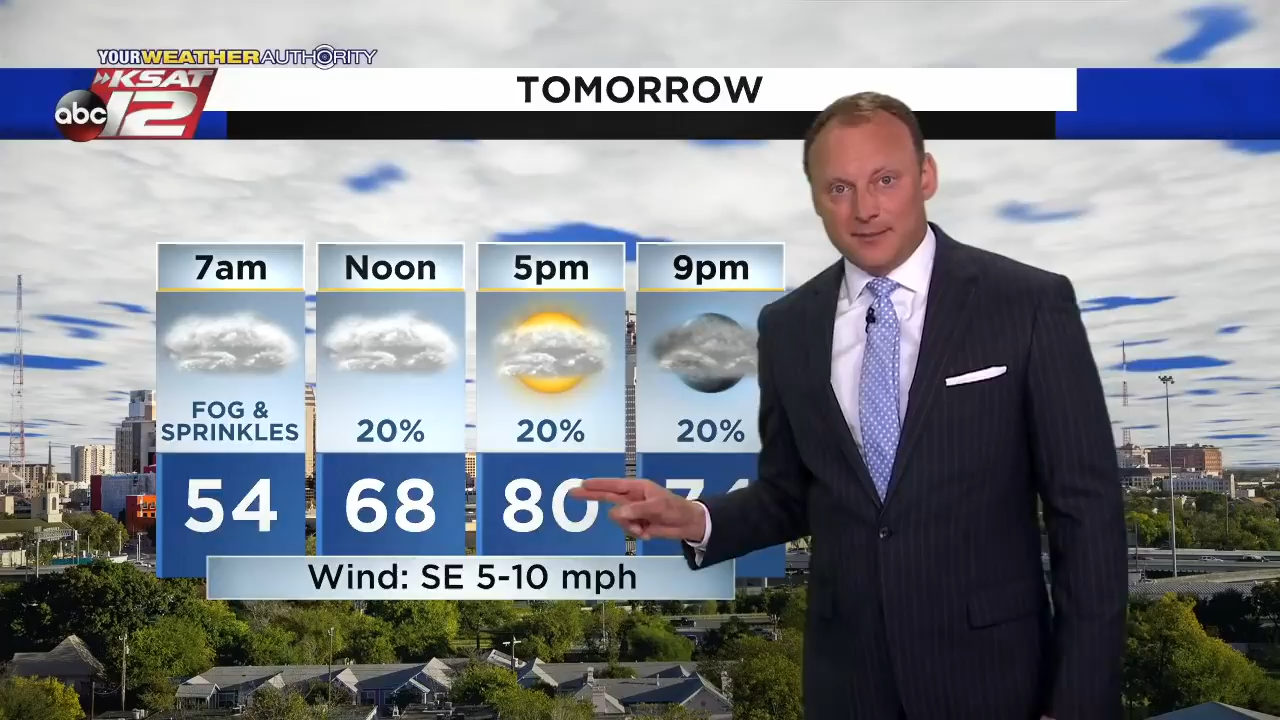 YOUR WEATHER AUTHORITY
KSAT
abc 12
TOMORROW
7am Noon 5pm 9pm
FOG &
SPRINKLES 20% 20% 20%
54 68 80
Wind: SE 5-10 mph